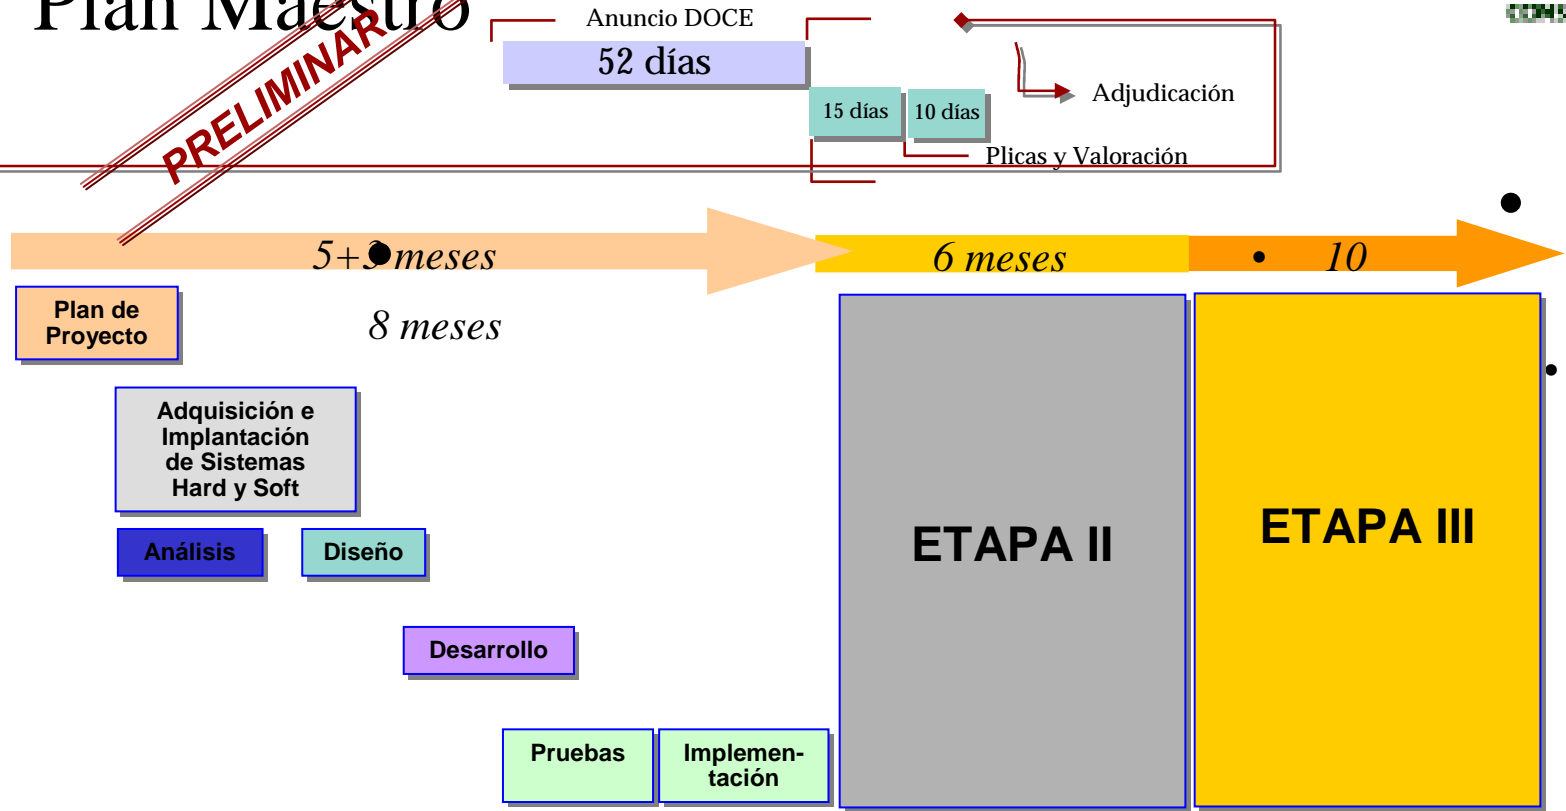 Plan Maestro
PRELIMINAR
Anuncio DOCE
52 días
15 días
10 días
Adjudicación
Plicas y Valoración
5+3 meses
6 meses
10
8 meses
Plan de
Proyecto
Adquisición e
Implantación
de Sistemas
Hard y Soft
Análisis
Diseño
Desarrollo
Pruebas
Implemen-
tación
ETAPA II
ETAPA III